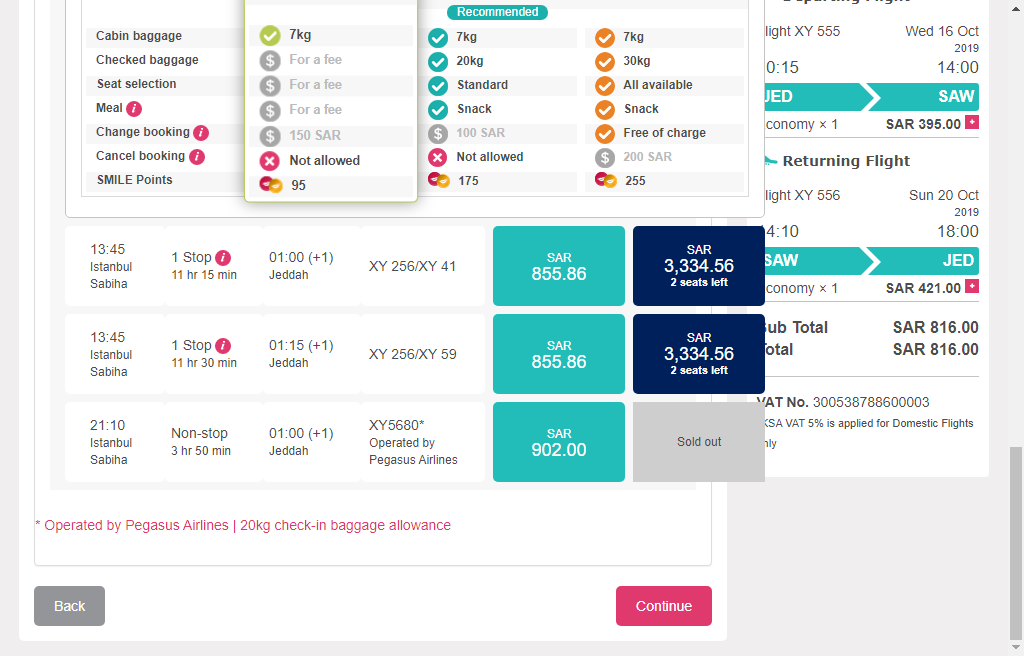 Recommended
Cabin baggage 7kg 7kg 7kg
Checked baggage For a fee 20kg 30kg
Seat selection For a fee Standard All available
Meal i For a fee Snack Snack
Change booking i 150 SAR 100 SAR Free of charge
Cancel booking i Not allowed Not allowed 200 SAR
SMILE Points 95 175 255
13:45
Istanbul
Sabiha
1 Stop i
11 hr 15 min
01:00 (+1)
Jeddah
XY 256/XY 41
SAR
855.86
SAR
3,334.56
2 seats left
13:45
Istanbul
Sabiha
1 Stop i
11 hr 30 min
01:15 (+1)
Jeddah
XY 256/XY 59
SAR
855.86
SAR
3,334.56
2 seats left
21:10
Istanbul
Sabiha
Non-stop
3 hr 50 min
01:00 (+1)
Jeddah
XY5680*
Operated by
Pegasus Airlines
SAR
902.00
Sold out
* Operated by Pegasus Airlines | 20kg check-in baggage allowance
Back
Continue
light XY 555 Wed 16 Oct
2019
0:15 14:00
JED SAW
conomy × 1 SAR 395.00 +
Returning Flight
light XY 556 Sun 20 Oct
2019
4:10 18:00
SAW JED
conomy × 1 SAR 421.00 +
Sub Total SAR 816.00
Total SAR 816.00
VAT No. 300538788600003
KSA VAT 5% is applied for Domestic Flights
nly